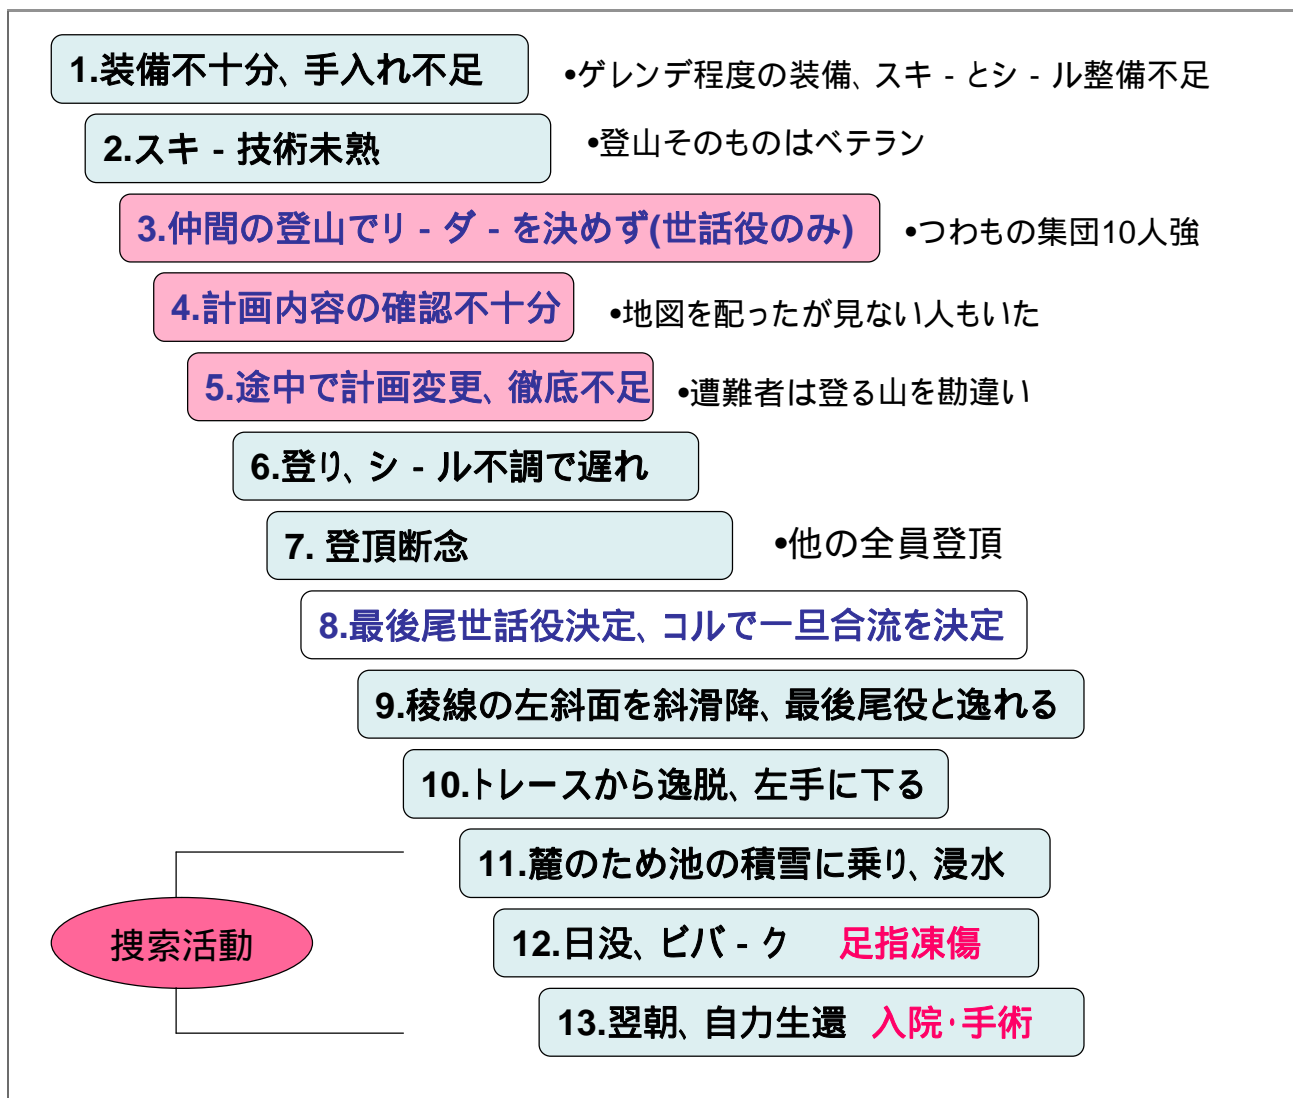 1.装備不十分、手入れ不足 •ゲレンデ程度の装備、スキ - とシ - ル整備不足
2.スキ - 技術未熟 •登山そのものはベテラン
3.仲間の登山でリ - ダ - を決めず(世話役のみ) •つわもの集団10人強
4.計画内容の確認不十分 •地図を配ったが見ない人もいた
5.途中で計画変更、徹底不足 •遭難者は登る山を勘違い
6.登り、シ - ル不調で遅れ
7. 登頂断念 •他の全員登頂
8.最後尾世話役決定、コルで一旦合流を決定
9.稜線の左斜面を斜滑降、最後尾役と逸れる
10.トレースから逸脱、左手に下る
11.麓のため池の積雪に乗り、浸水
捜索活動
12.日没、ビバ - ク 足指凍傷
13.翌朝、自力生還 入院・手術